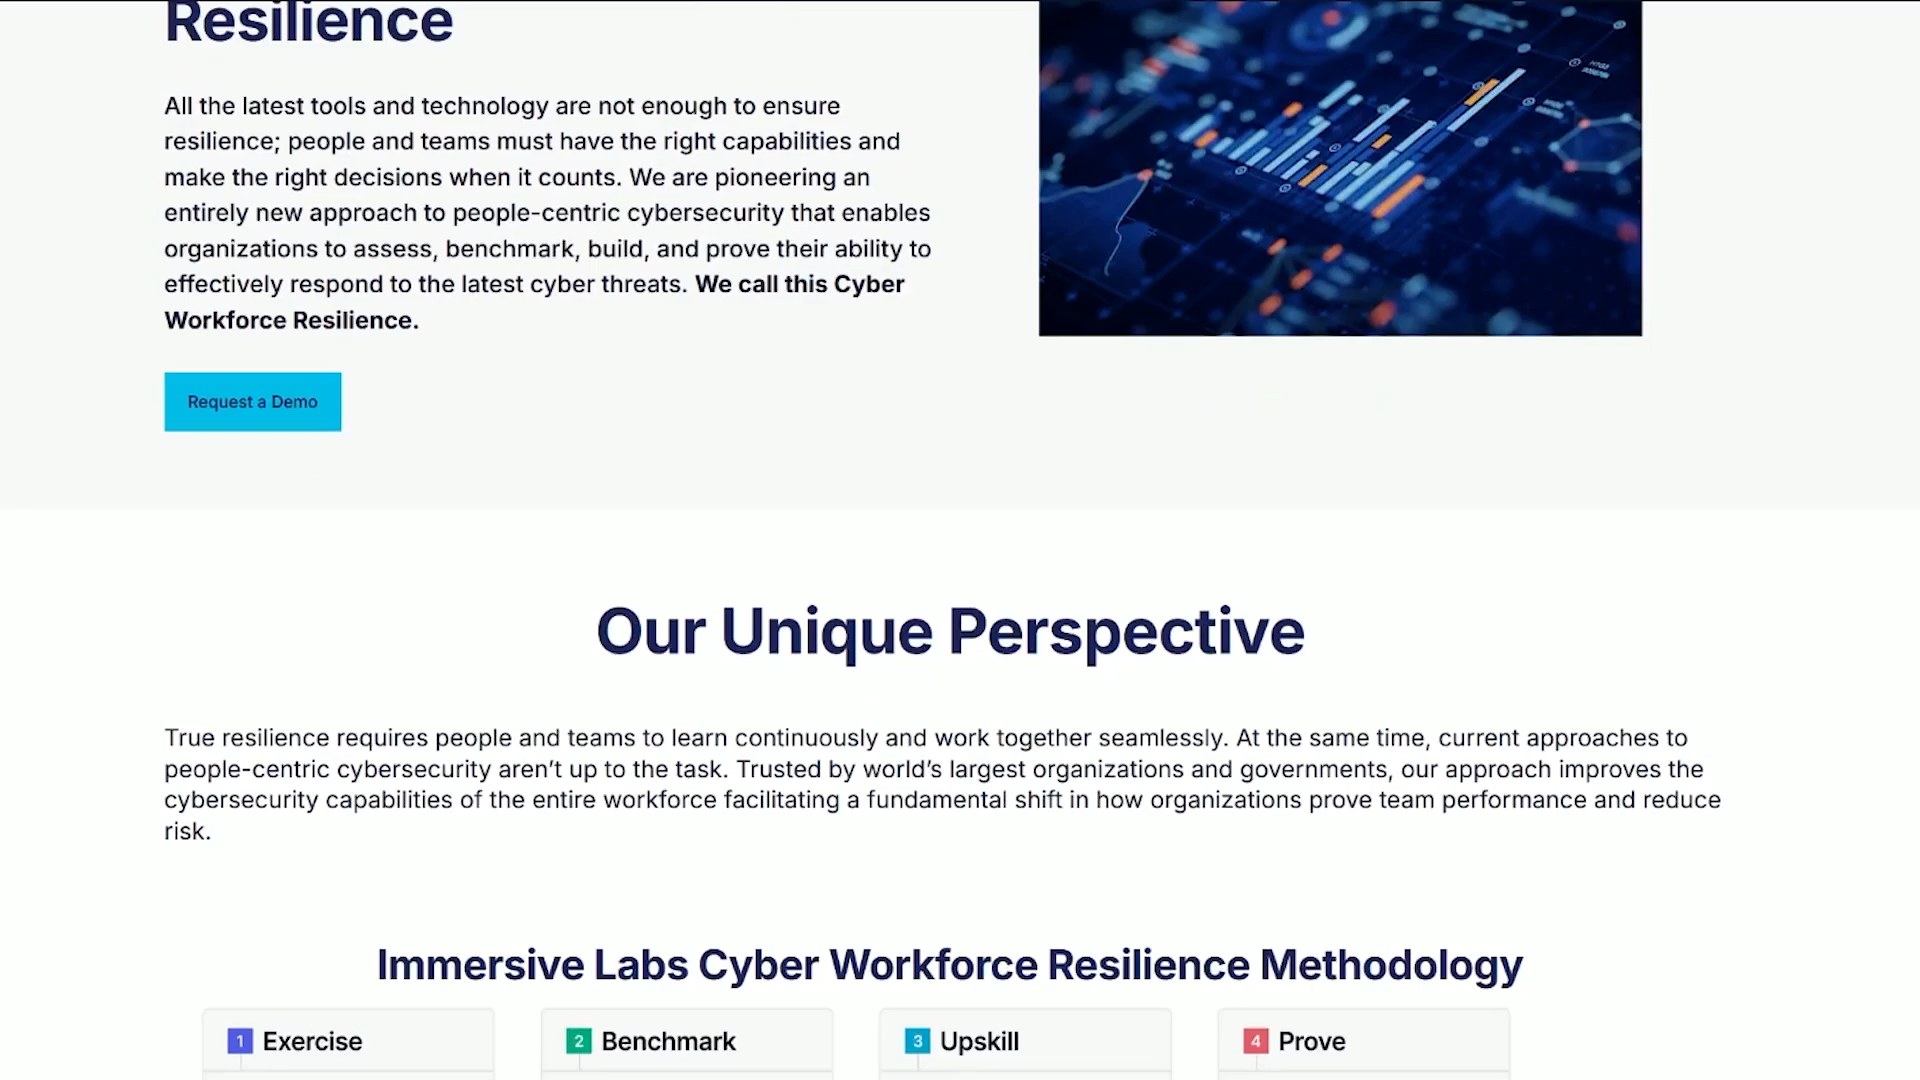 Resilience
All the latest tools and technology are not enough to ensure
resilience; people and teams must have the right capabilities and
make the right decisions when it counts. We are pioneering an
entirely new approach to people-centric cybersecurity that enables
organizations to assess, benchmark, build, and prove their ability to
effectively respond to the latest cyber threats. We call this Cyber
Workforce Resilience.
Request a Demo
Our Unique Perspective
True resilience requires people and teams to learn continuously and work together seamlessly. At the same time, current approaches to
people-centric cybersecurity aren’t up to the task. Trusted by world’s largest organizations and governments, our approach improves the
cybersecurity capabilities of the entire workforce facilitating a fundamental shift in how organizations prove team performance and reduce
risk.
Immersive Labs Cyber Workforce Resilience Methodology
1 Exercise
2 Benchmark
3 Upskill
4 Prove